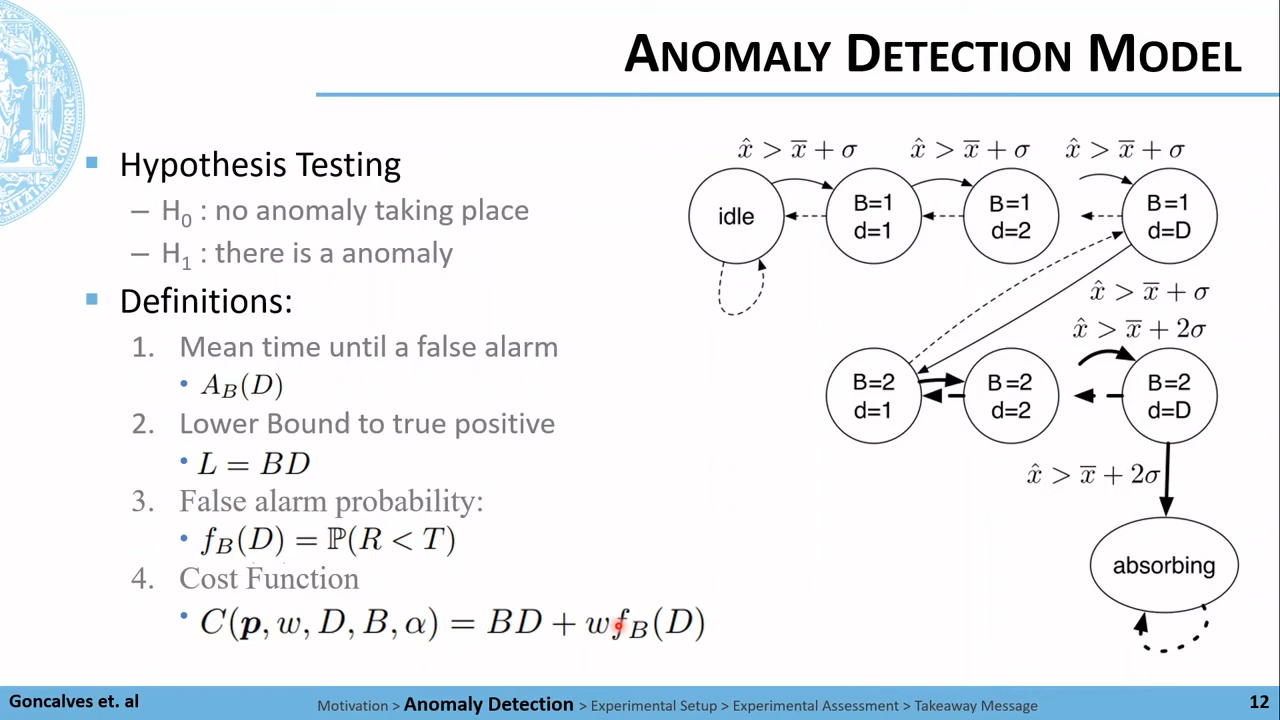 ANOMALY DETECTION MODEL
Hypothesis Testing
– H₀ : no anomaly taking place
– H₁ : there is a anomaly
Definitions:
1. Mean time until a false alarm
• A_B(D)
2. Lower Bound to true positive
• L = BD
3. False alarm probability:
• f_B(D) = ℙ(R < T)
4. Cost Function
• C(p, w, D, B, α) = BD + wf_B(D)
x̂ > x̄ + σ
x̂ > x̄ + σ
x̂ > x̄ + σ
idle
B=1
d=1
B=1
d=2
B=1
d=D
x̂ > x̄ + σ
x̂ > x̄ + 2σ
B=2
d=1
B=2
d=2
B=2
d=D
x̂ > x̄ + 2σ
absorbing
Goncalves et. al
Motivation > Anomaly Detection > Experimental Setup > Experimental Assessment > Takeaway Message
12